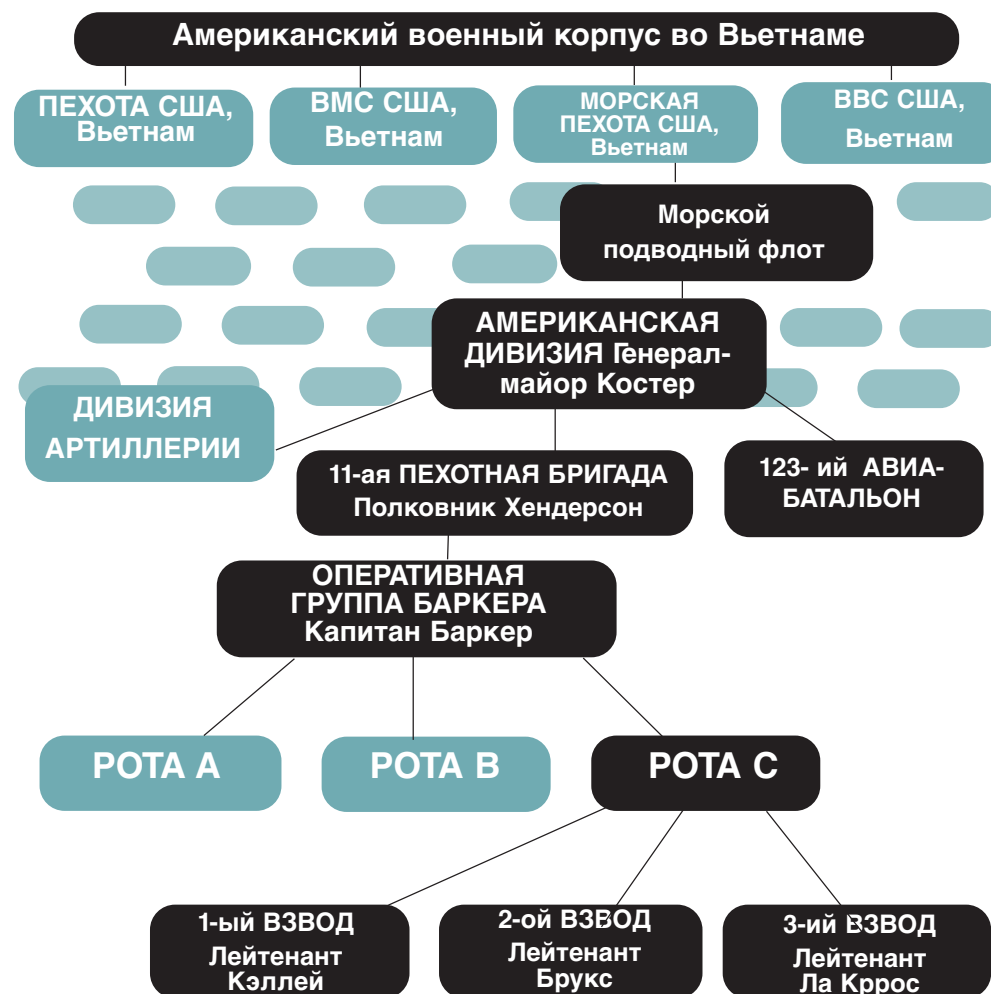 Американский военный корпус во Вьетнаме
ПЕХОТА США,
Вьетнам
ВМС США,
Вьетнам
МОРСКАЯ
ПЕХОТА США,
Вьетнам
ВВС США,
Вьетнам
Морской
подводный флот
АМЕРИКАНСКАЯ
ДИВИЗИЯ Генерал-
майор Костер
ДИВИЗИЯ
АРТИЛЛЕРИИ
11-ая ПЕХОТНАЯ БРИГАДА
Полковник Хендерсон
123- ий АВИА-
БАТАЛЬОН
ОПЕРАТИВНАЯ
ГРУППА БАРКЕРА
Капитан Баркер
РОТА А
РОТА В
РОТА С
1-ый ВЗВОД
Лейтенант
Кэллей
2-ой ВЗВОД
Лейтенант
Брукс
3-ий ВЗВОД
Лейтенант
Ла Кррос